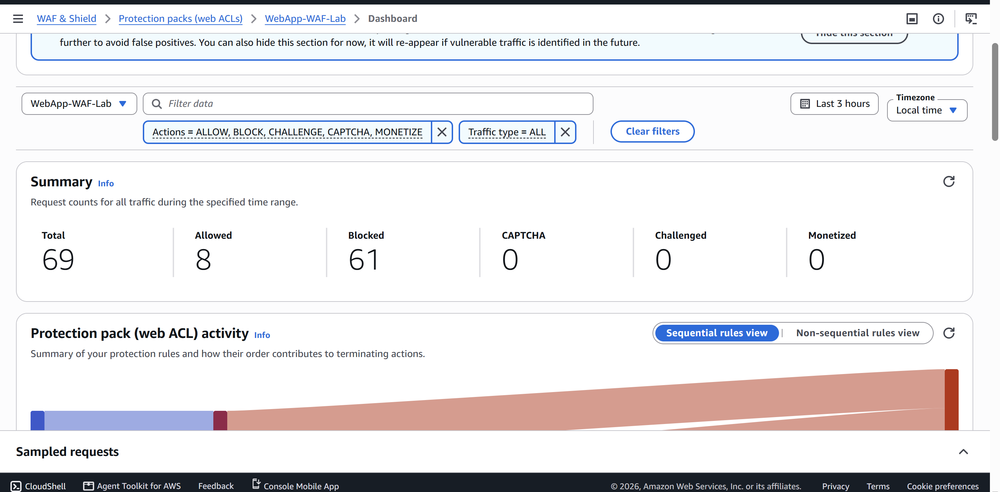 WAF & Shield > Protection packs (web ACLs) > WebApp-WAF-Lab > Dashboard
Hide this section
further to avoid false positives. You can also hide this section for now, it will re-appear if vulnerable traffic is identified in the future.
WebApp-WAF-Lab
Filter data
Last 3 hours
Timezone
Local time
Actions = ALLOW, BLOCK, CHALLENGE, CAPTCHA, MONETIZE
Traffic type = ALL
Clear filters
Summary Info
Request counts for all traffic during the specified time range.
Total
69
Allowed
8
Blocked
61
CAPTCHA
0
Challenged
0
Monetized
0
Protection pack (web ACL) activity Info
Sequential rules view | Non-sequential rules view
Summary of your protection rules and how their order contributes to terminating actions.
Sampled requests
CloudShell Agent Toolkit for AWS Feedback Console Mobile App © 2026, Amazon Web Services, Inc. or its affiliates. Privacy Terms Cookie preferences